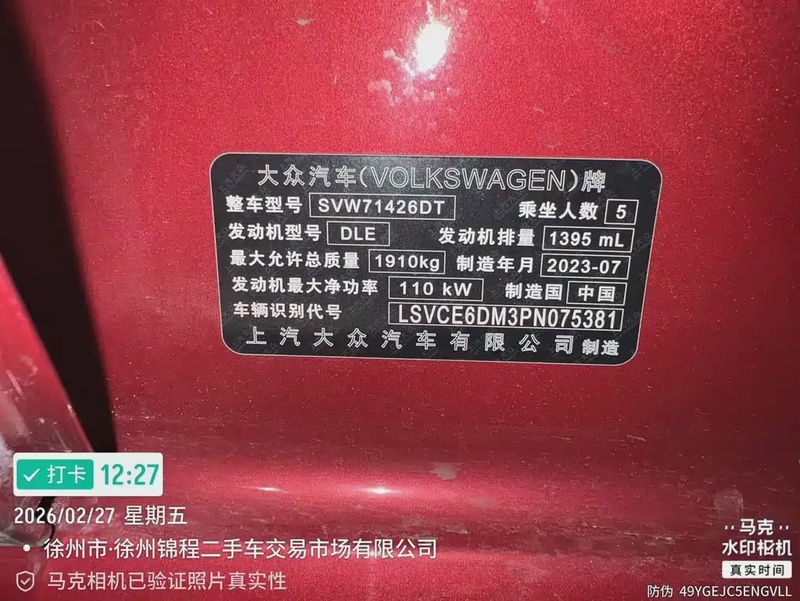 大众汽车(VOLKSWAGEN)牌
整车型号 SVW71426DT 乘坐人数 5
发动机型号 DLE 发动机排量 1395 mL
最大允许总质量 1910kg 制造年月 2023-07
发动机最大净功率 110 kW 制造国 中国
车辆识别代号 LSVCE6DM3PN075381
上汽大众汽车有限公司制造
打卡 12:27
2026/02/27 星期五
徐州市·徐州锦程二手车交易市场有限公司
马克相机已验证照片真实性
马克
水印相机
真实时间
防伪 49YGEJC5ENGVLL